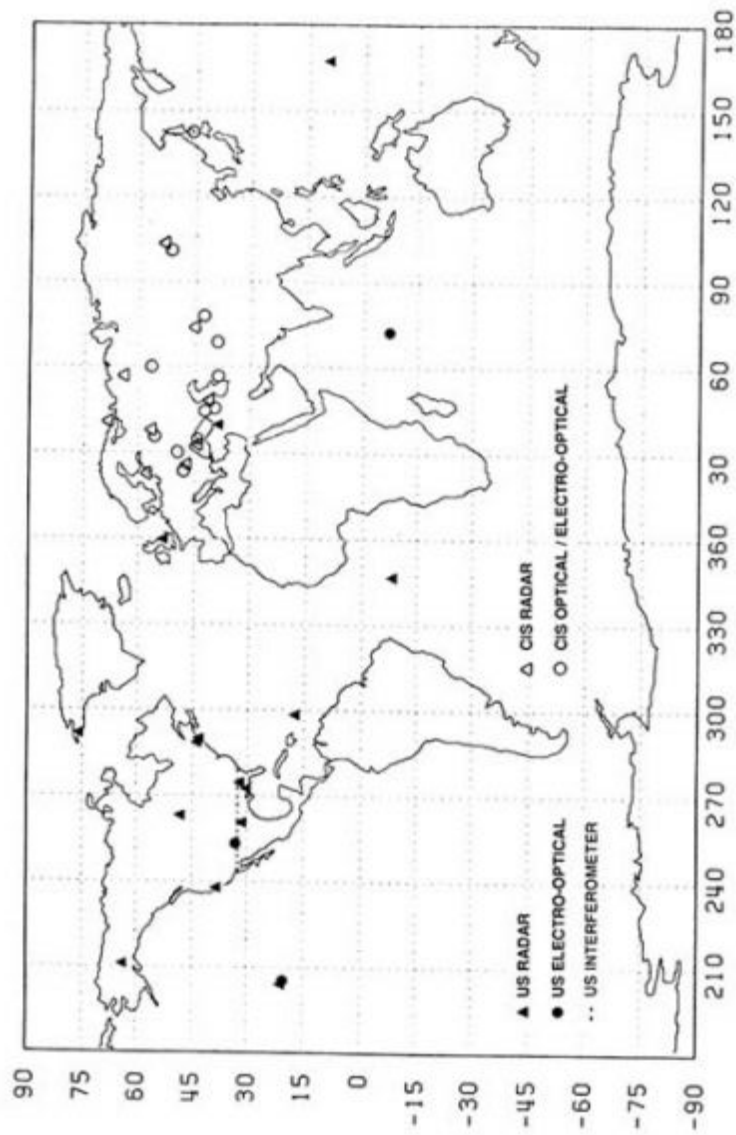 90
75
60
45
30
15
0
-15
-30
-45
-60
-75
-90
▲ US RADAR
● US ELECTRO-OPTICAL
-- US INTERFEROMETER
△ CIS RADAR
○ CIS OPTICAL / ELECTRO-OPTICAL
210 240 270 300 330 360 30 60 90 120 150 180